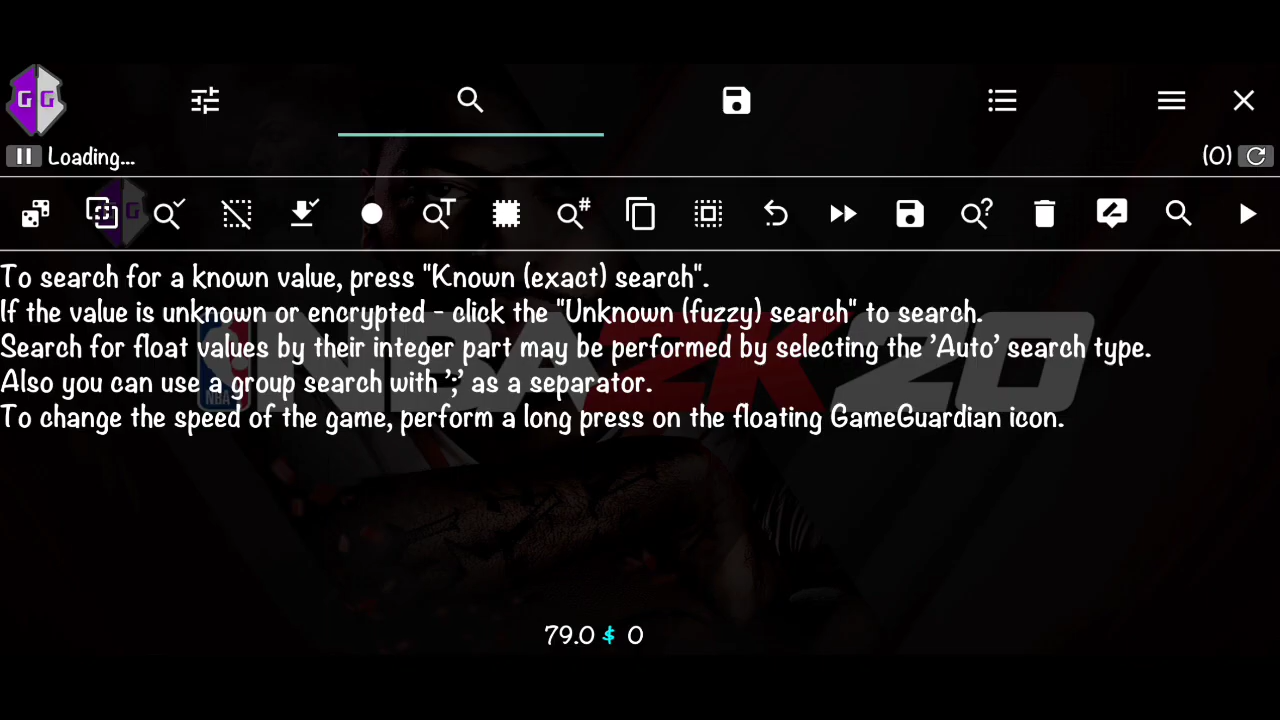 G G
Loading...
(0)
G
To search for a known value, press "Known (exact) search".
If the value is unknown or encrypted - click the "Unknown (fuzzy) search" to search.
Search for float values by their integer part may be performed by selecting the 'Auto' search type.
Also you can use a group search with ';' as a separator.
To change the speed of the game, perform a long press on the floating GameGuardian icon.
NBA
NBA 2K20
79.0 $ 0